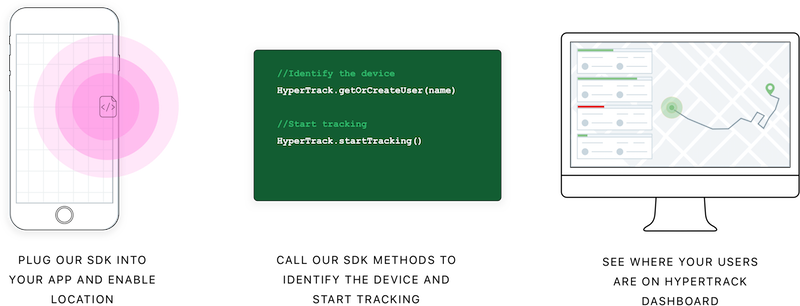 </>
PLUG OUR SDK INTO
YOUR APP AND ENABLE
LOCATION
//Identify the device
HyperTrack.getOrCreateUser(name)
//Start tracking
HyperTrack.startTracking()
CALL OUR SDK METHODS TO
IDENTIFY THE DEVICE AND
START TRACKING
SEE WHERE YOUR USERS
ARE ON HYPERTRACK
DASHBOARD